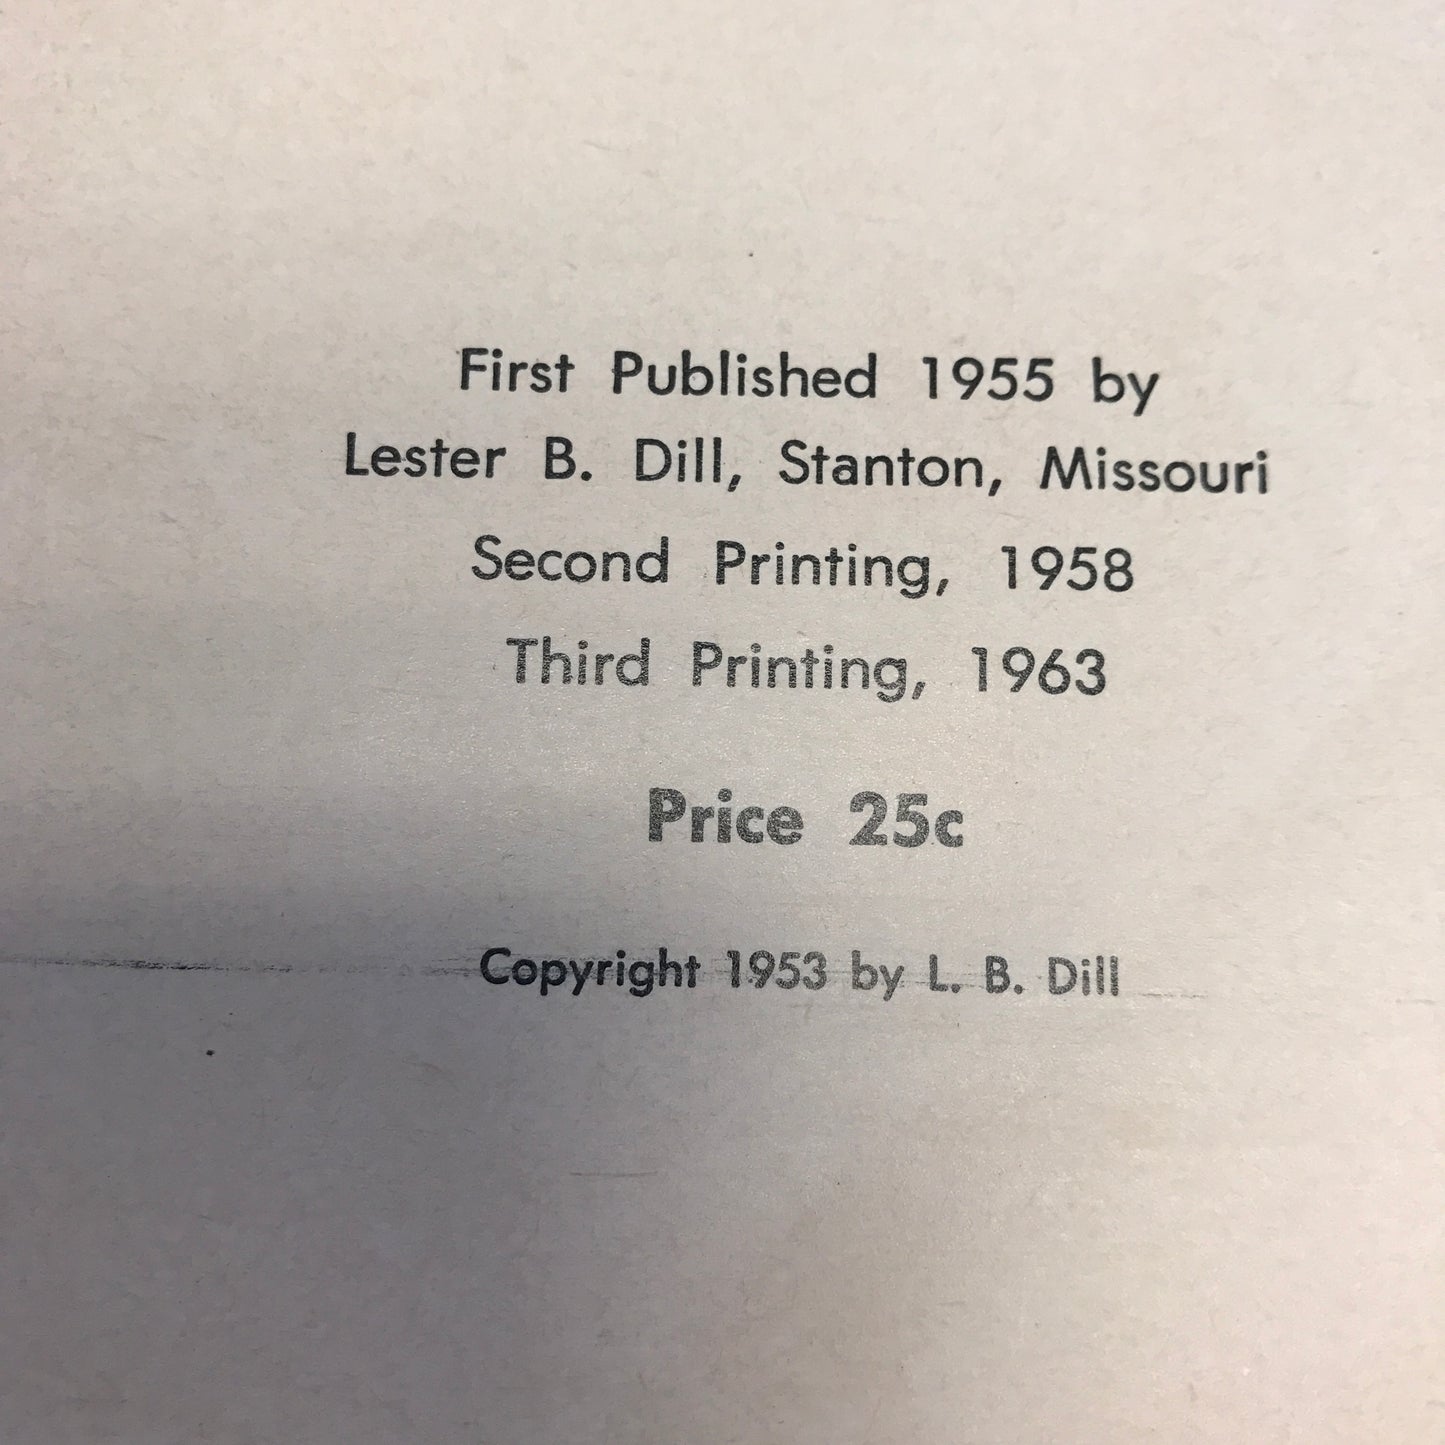 First Published 1955 by
Lester B. Dill, Stanton, Missouri
Second Printing, 1958
Third Printing, 1963
Price 25c
Copyright 1953 by L. B. Dill